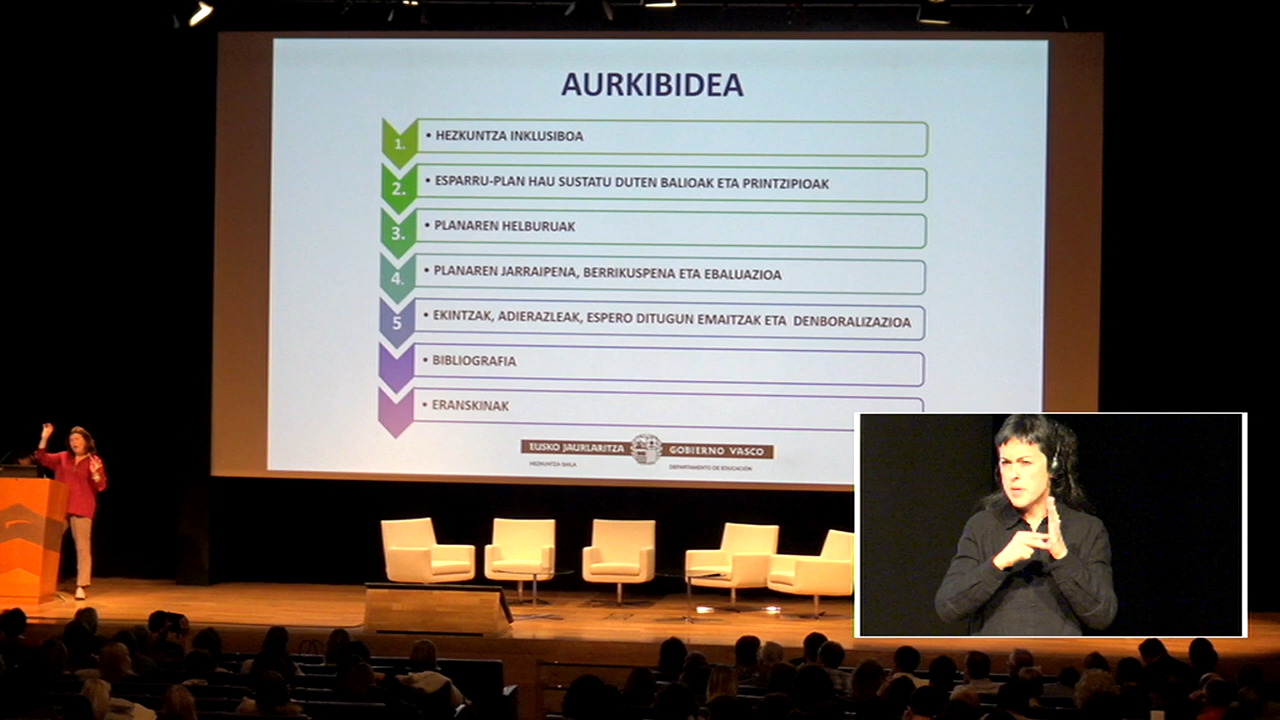 AURKIBIDEA
1. • HEZKUNTZA INKLUSIBOA
2. • ESPARRU-PLAN HAU SUSTATU DUTEN BALIOAK ETA PRINTZIPIOAK
3. • PLANAREN HELBURUAK
4. • PLANAREN JARRAIPENA, BERRIKUSPENA ETA EBALUAZIOA
5 • EKINTZAK, ADIERAZLEAK, ESPERO DITUGUN EMAITZAK ETA DENBORALIZAZIOA
• BIBLIOGRAFIA
• ERANSKINAK
EUSKO JAURLARITZA GOBIERNO VASCO
HEZKUNTZA SAILA DEPARTAMENTO DE EDUCACIÓN